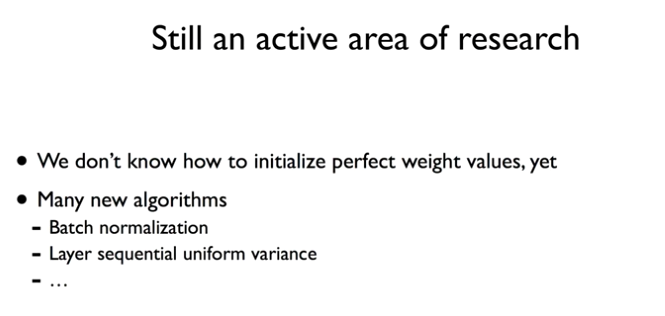 Still an active area of research
• We don't know how to initialize perfect weight values, yet
• Many new algorithms
- Batch normalization
- Layer sequential uniform variance
- ...